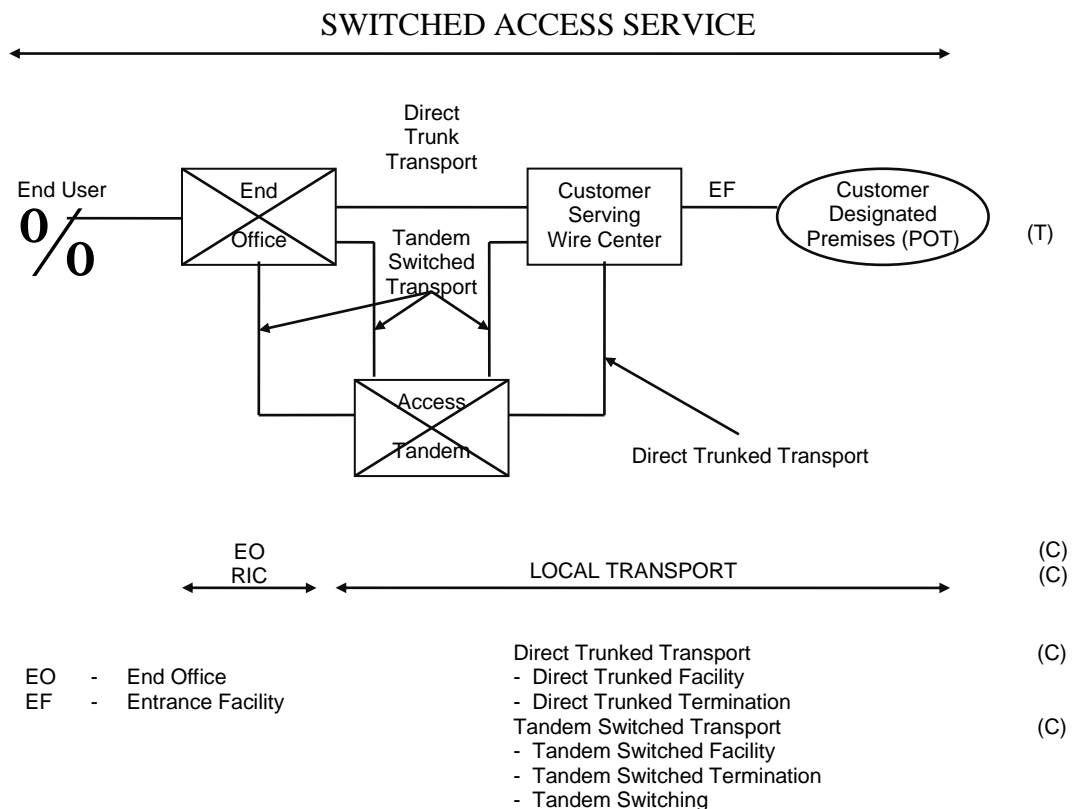 SWITCHED ACCESS SERVICE
Direct
Trunk
Transport
End User
%
End
Office
Customer
Serving
Wire Center
EF
Customer
Designated
Premises (POT)
(T)
Tandem
Switched
Transport
Access
Tandem
Direct Trunked Transport
EO
RIC
LOCAL TRANSPORT
(C)
(C)
EO - End Office
EF - Entrance Facility
Direct Trunked Transport
(C)
- Direct Trunked Facility
- Direct Trunked Termination
Tandem Switched Transport
(C)
- Tandem Switched Facility
- Tandem Switched Termination
- Tandem Switching